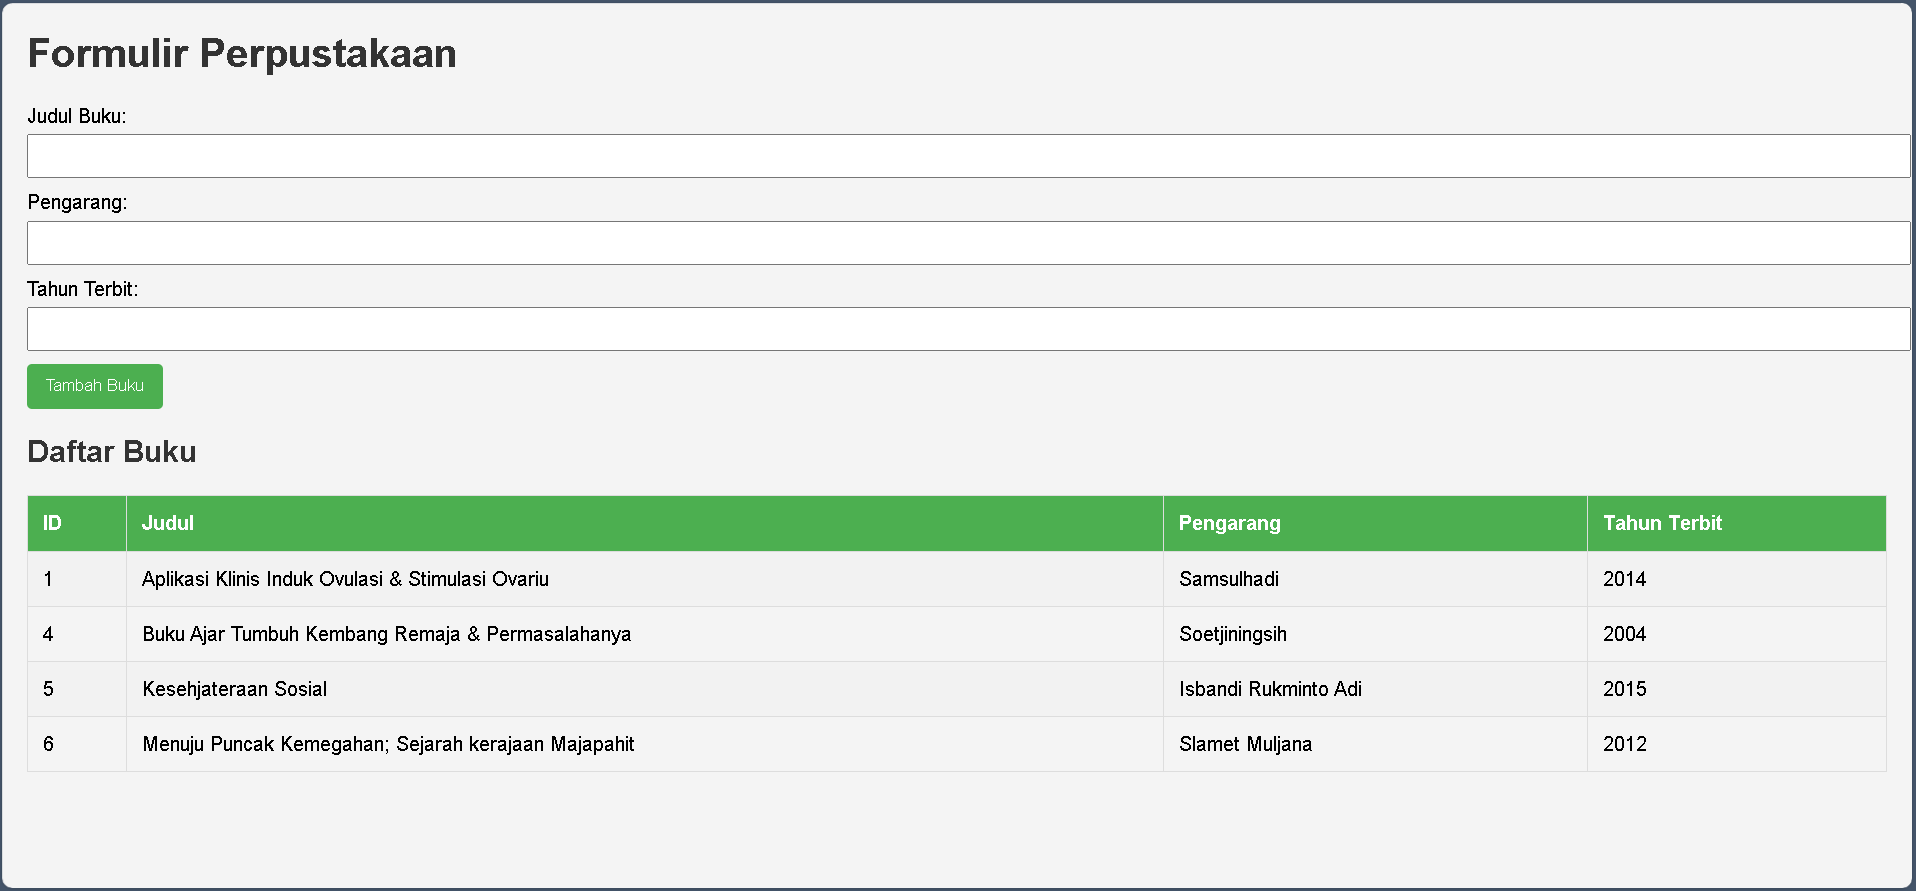 Formulir Perpustakaan
Judul Buku:
Pengarang:
Tahun Terbit:
Tambah Buku
Daftar Buku
ID Judul Pengarang Tahun Terbit
1 Aplikasi Klinis Induk Ovulasi & Stimulasi Ovariu Samsulhadi 2014
4 Buku Ajar Tumbuh Kembang Remaja & Permasalahanya Soetjiningsih 2004
5 Kesehjateraan Sosial Isbandi Rukminto Adi 2015
6 Menuju Puncak Kemegahan; Sejarah kerajaan Majapahit Slamet Muljana 2012